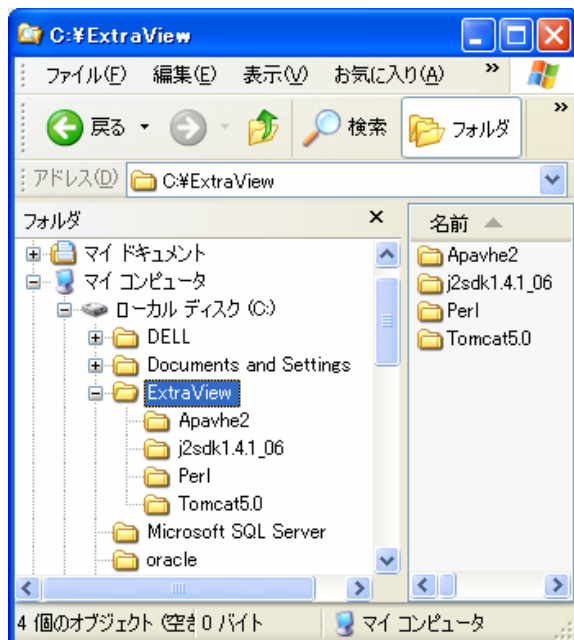 C:¥ExtraView
ファイル(F) 編集(E) 表示(V) お気に入り(A) »
戻る 検索 フォルダ »
アドレス(D) C:¥ExtraView
フォルダ ×
マイ ドキュメント
マイ コンピュータ
ローカル ディスク (C:)
DELL
Documents and Settings
ExtraView
Apavhe2
j2sdk1.4.1_06
Perl
Tomcat5.0
Microsoft SQL Server
oracle
名前
Apavhe2
j2sdk1.4.1_06
Perl
Tomcat5.0
4 個のオブジェクト (空き 0 バイト マイ コンピュータ